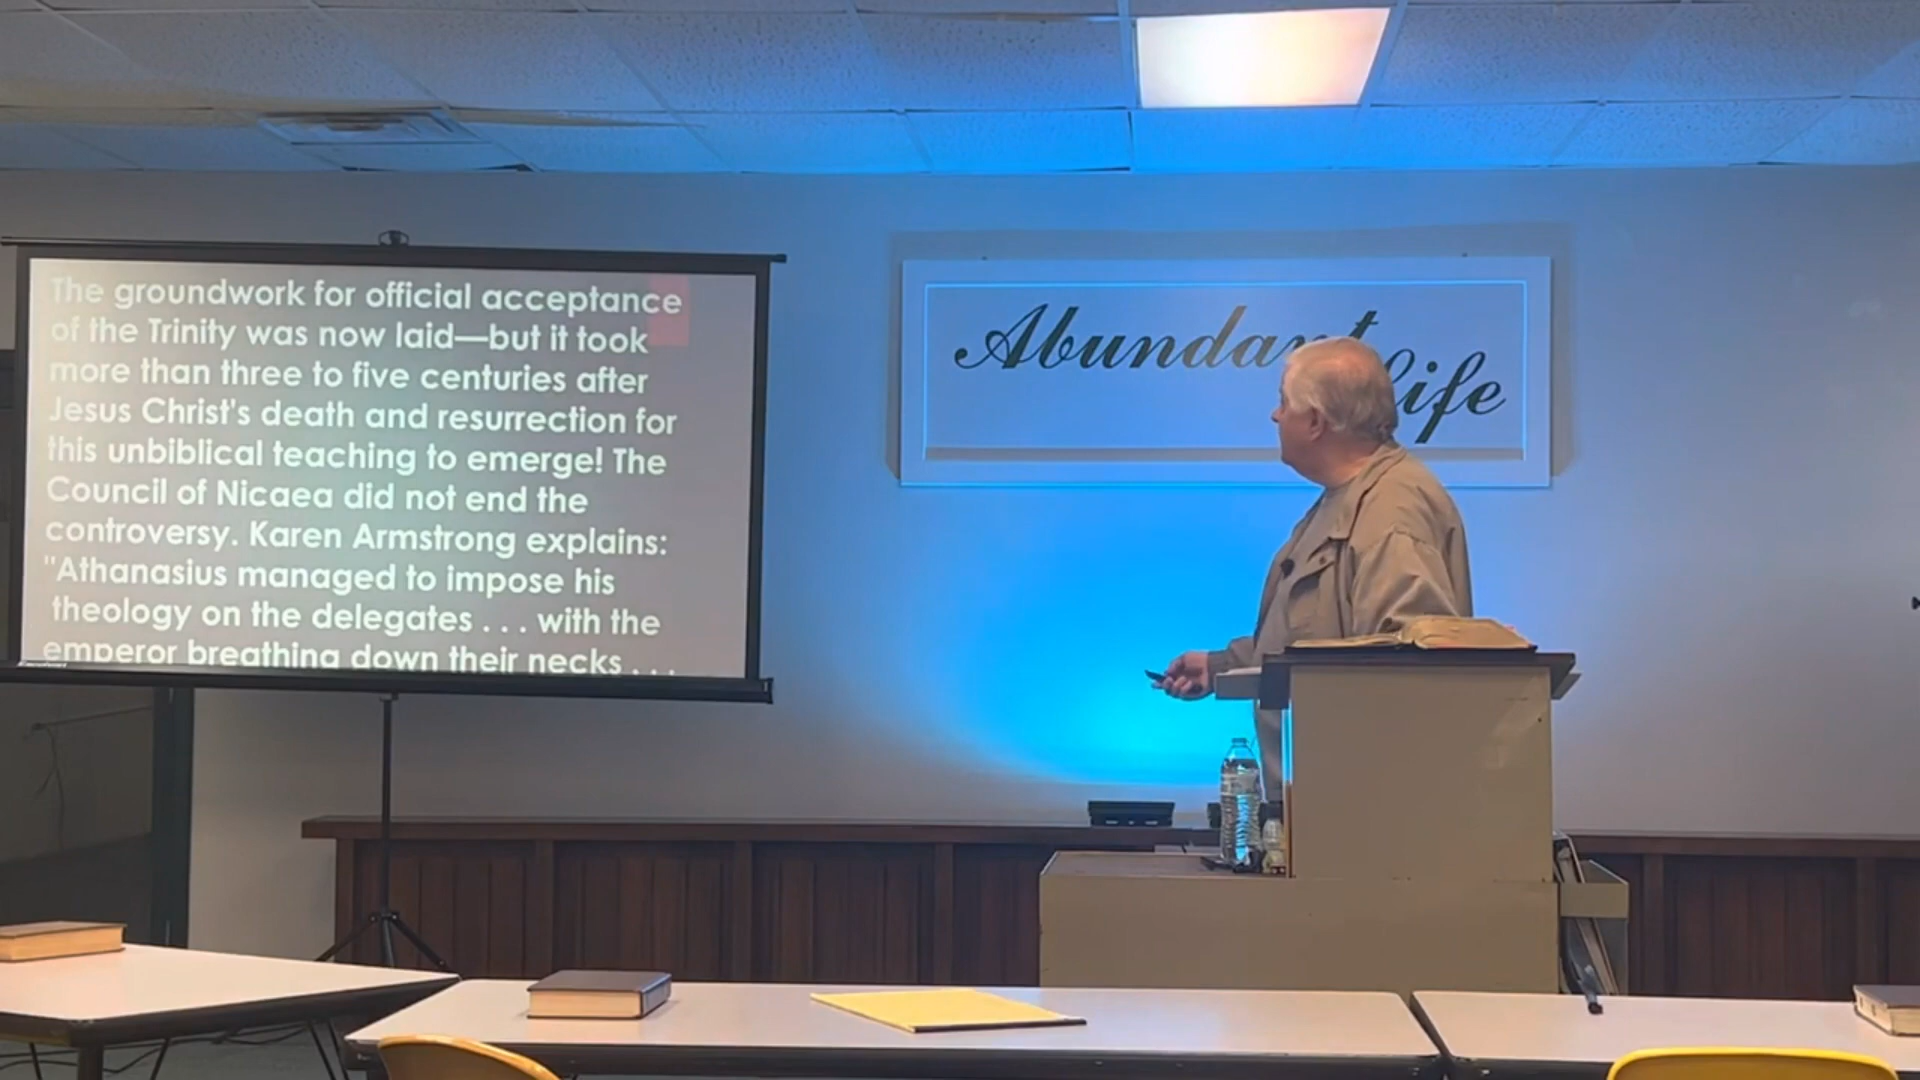 The groundwork for official acceptance
of the Trinity was now laid—but it took
more than three to five centuries after
Jesus Christ's death and resurrection for
this unbiblical teaching to emerge! The
Council of Nicaea did not end the
controversy. Karen Armstrong explains:
"Athanasius managed to impose his
theology on the delegates . . . with the
emperor breathing down their necks . . .
Abundant
Life